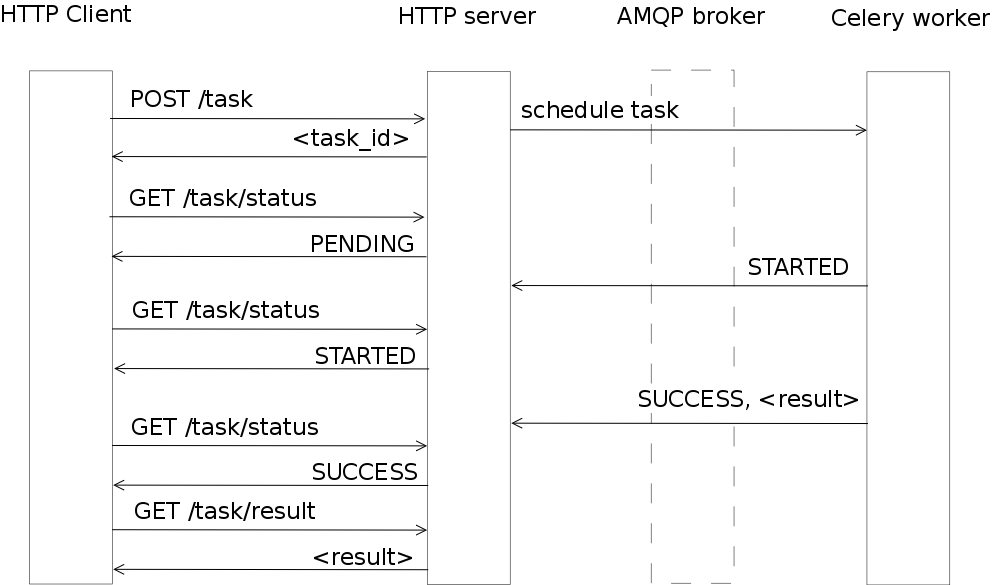 HTTP Client
HTTP server
AMQP broker
Celery worker
POST /task
schedule task
<task_id>
GET /task/status
PENDING
STARTED
GET /task/status
STARTED
SUCCESS, <result>
GET /task/status
SUCCESS
GET /task/result
<result>